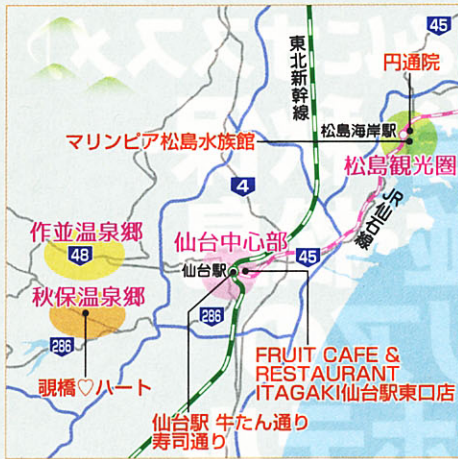 45
東北新幹線
円通院
松島海岸駅
マリンピア松島水族館
松島観光圏
4
JR仙石線
作並温泉郷
48
仙台中心部
45
仙台駅
秋保温泉郷
286
286
覗橋♡ハート
FRUIT CAFE &
RESTAURANT
ITAGAKI仙台駅東口店
仙台駅 牛たん通り
寿司通り